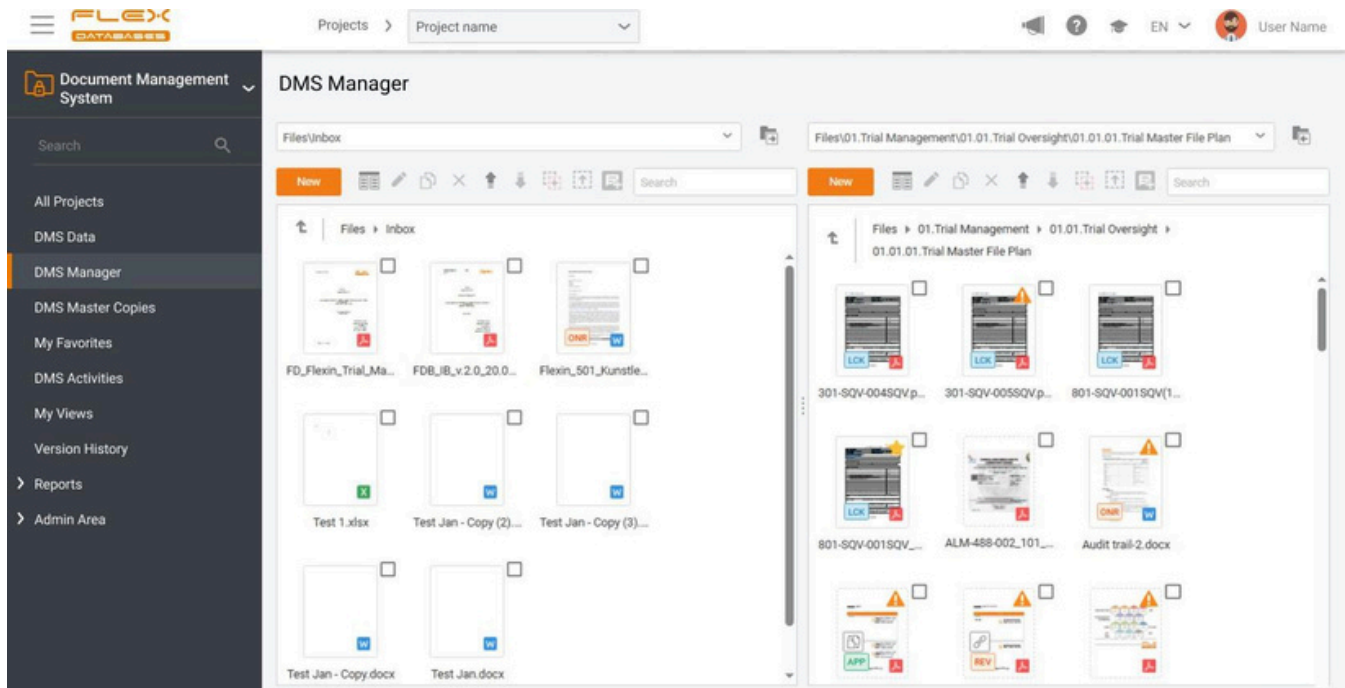 FLEX
DATABASES
Projects
Project name
EN
User Name
Document Management
System
Search
All Projects
DMS Data
DMS Manager
DMS Master Copies
My Favorites
DMS Activities
My Views
Version History
Reports
Admin Area
DMS Manager
Files\Inbox
New
Search
Files Inbox
ONR
FD_Flexin_Trial_Ma...
FDB_IB_v.2.0_20.0...
Flexin_501_Kunstle...
Test 1.xlsx
Test Jan - Copy (2)....
Test Jan - Copy (3)....
Test Jan - Copy.docx
Test Jan.docx
Files\01.Trial Management\01.01.Trial Oversight\01.01.01.Trial Master File Plan
New
Search
Files 01.Trial Management 01.01.Trial Oversight
01.01.01.Trial Master File Plan
LCK
LCK
LCK
301-SQV-004SQV.p...
301-SQV-005SQV.p...
801-SQV-001SQV(1...
LCK
ONR
801-SQV-001SQV_...
ALM-488-002_101_...
Audit trail-2.docx
APP
REV